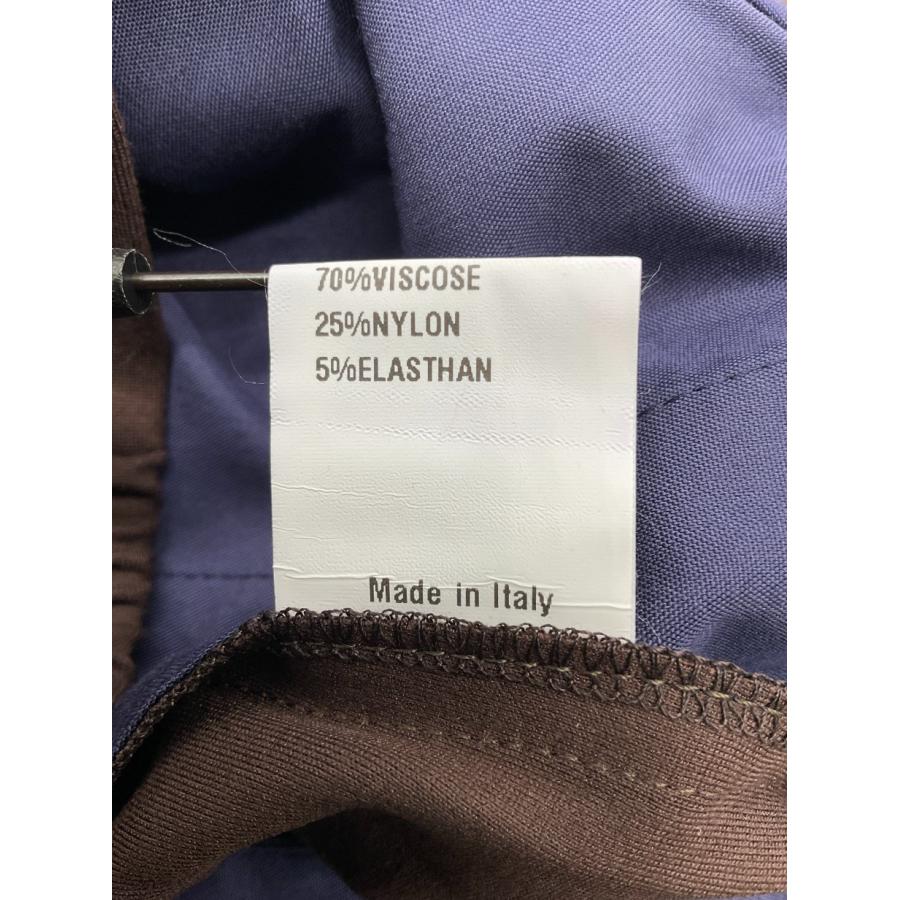 70%VISCOSE
25%NYLON
5%ELASTHAN
Made in Italy